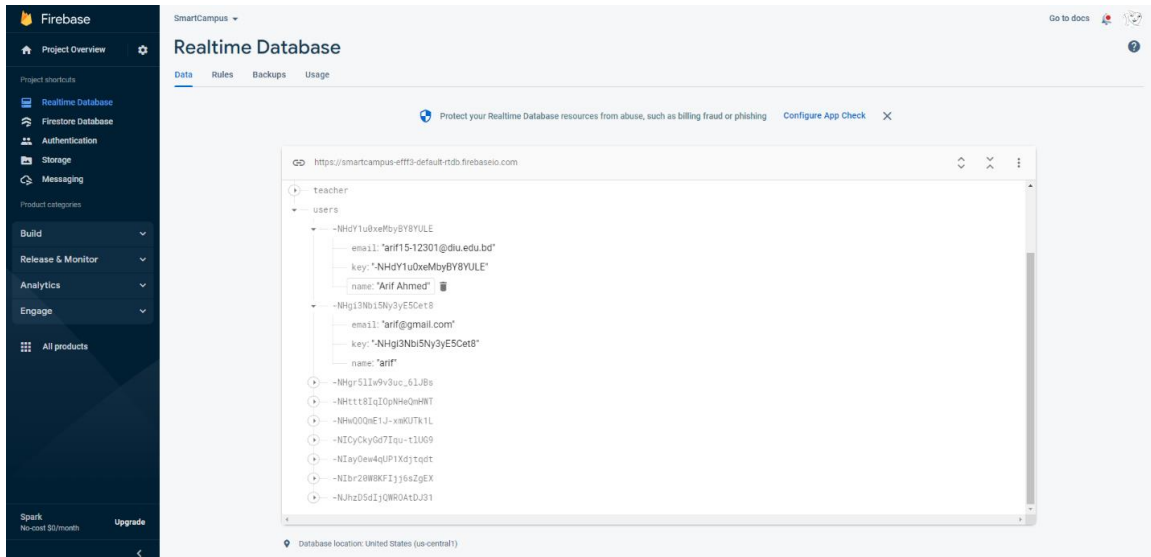 Firebase
SmartCampus
Go to docs
Project Overview
Realtime Database
Data Rules Backups Usage
Project shortcuts
Realtime Database
Firestore Database
Authentication
Storage
Messaging
Product categories
Build
Release & Monitor
Analytics
Engage
All products
Spark
No-cost $0/month
Upgrade
Protect your Realtime Database resources from abuse, such as billing fraud or phishing Configure App Check
https://smartcampus-efff3-default-rtdb.firebaseio.com
teacher
users
-NHdY1u0xeMbyBY8YULE
email: "arif15-12301@diu.edu.bd"
key: "-NHdY1u0xeMbyBY8YULE"
name: "Arif Ahmed"
-NHgi3Nbi5Ny3yE5Cet8
email: "arif@gmail.com"
key: "-NHgi3Nbi5Ny3yE5Cet8"
name: "arif"
-NHgr5lIw9v3uc_6lJBs
-NHttt8IqIOpNHeQmHWT
-NHwQOQmE1J-xmKUTk1L
-NICyCkyGd7Iqu-tlUG9
-NIayOew4qUP1Xdjtqdt
-NIbr20W8KFIjj6sZgEX
-NJhzD5dIjQWROAtDJ31
Database location: United States (us-central1)